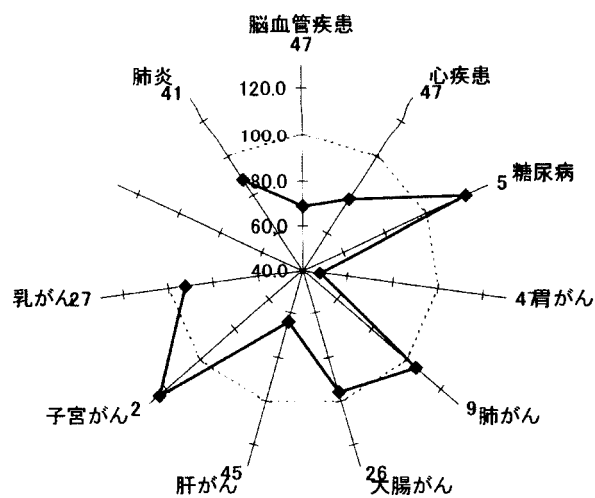 脳血管疾患
47
肺炎
41
心疾患
47
120.0
100.0
80.0
60.0
40.0
5 糖尿病
47 胃がん
乳がん 27
9 肺がん
子宮がん 2
26
大腸がん
45
肝がん